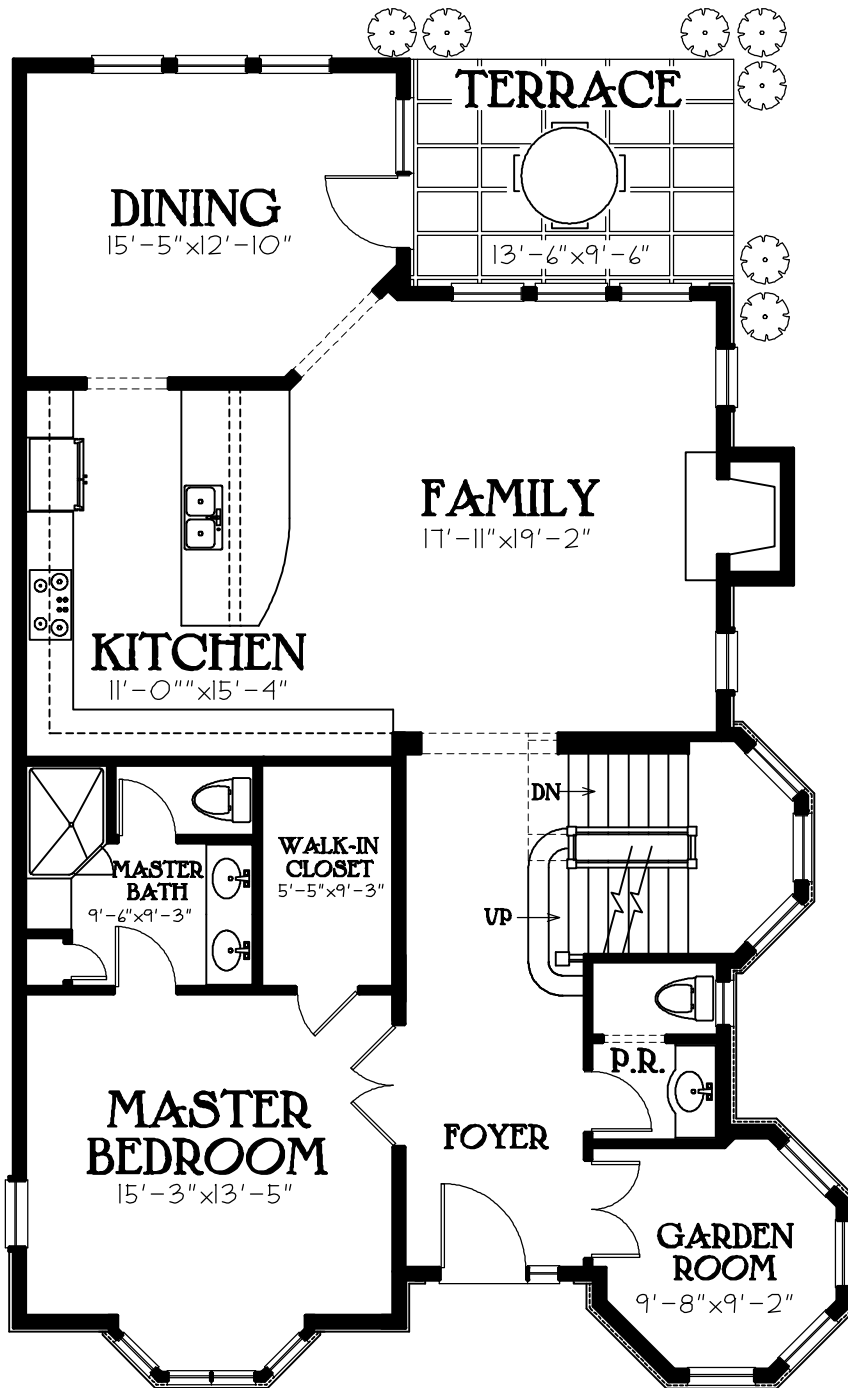 TERRACE
13'-6"x9'-6"
DINING
15'-5"x12'-10"
FAMILY
17'-11"x19'-2"
KITCHEN
11'-0""x15'-4"
DN
UP
WALK-IN
CLOSET
5'-5"x9'-3"
MASTER
BATH
9'-6"x9'-3"
P.R.
MASTER
BEDROOM
15'-3"x13'-5"
FOYER
GARDEN
ROOM
9'-8"x9'-2"